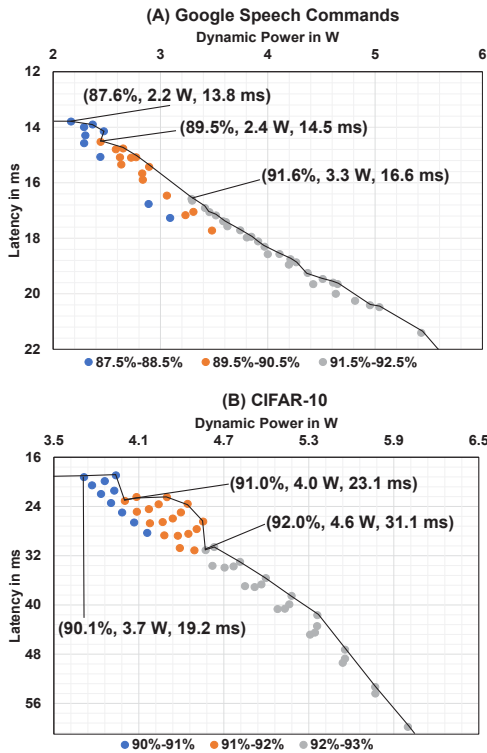 (A) Google Speech Commands
Dynamic Power in W
2 3 4 5 6
12
(87.6%, 2.2 W, 13.8 ms)
14
(89.5%, 2.4 W, 14.5 ms)
(91.6%, 3.3 W, 16.6 ms)
16
Latency in ms
18
20
22
87.5%-88.5% 89.5%-90.5% 91.5%-92.5%
(B) CIFAR-10
Dynamic Power in W
3.5 4.1 4.7 5.3 5.9
16
(91.0%, 4.0 W, 23.1 ms)
24
(92.0%, 4.6 W, 31.1 ms)
32
Latency in ms
40
(90.1%, 3.7 W, 19.2 ms)
48
56
90%-91% 91%-92% 92%-93%